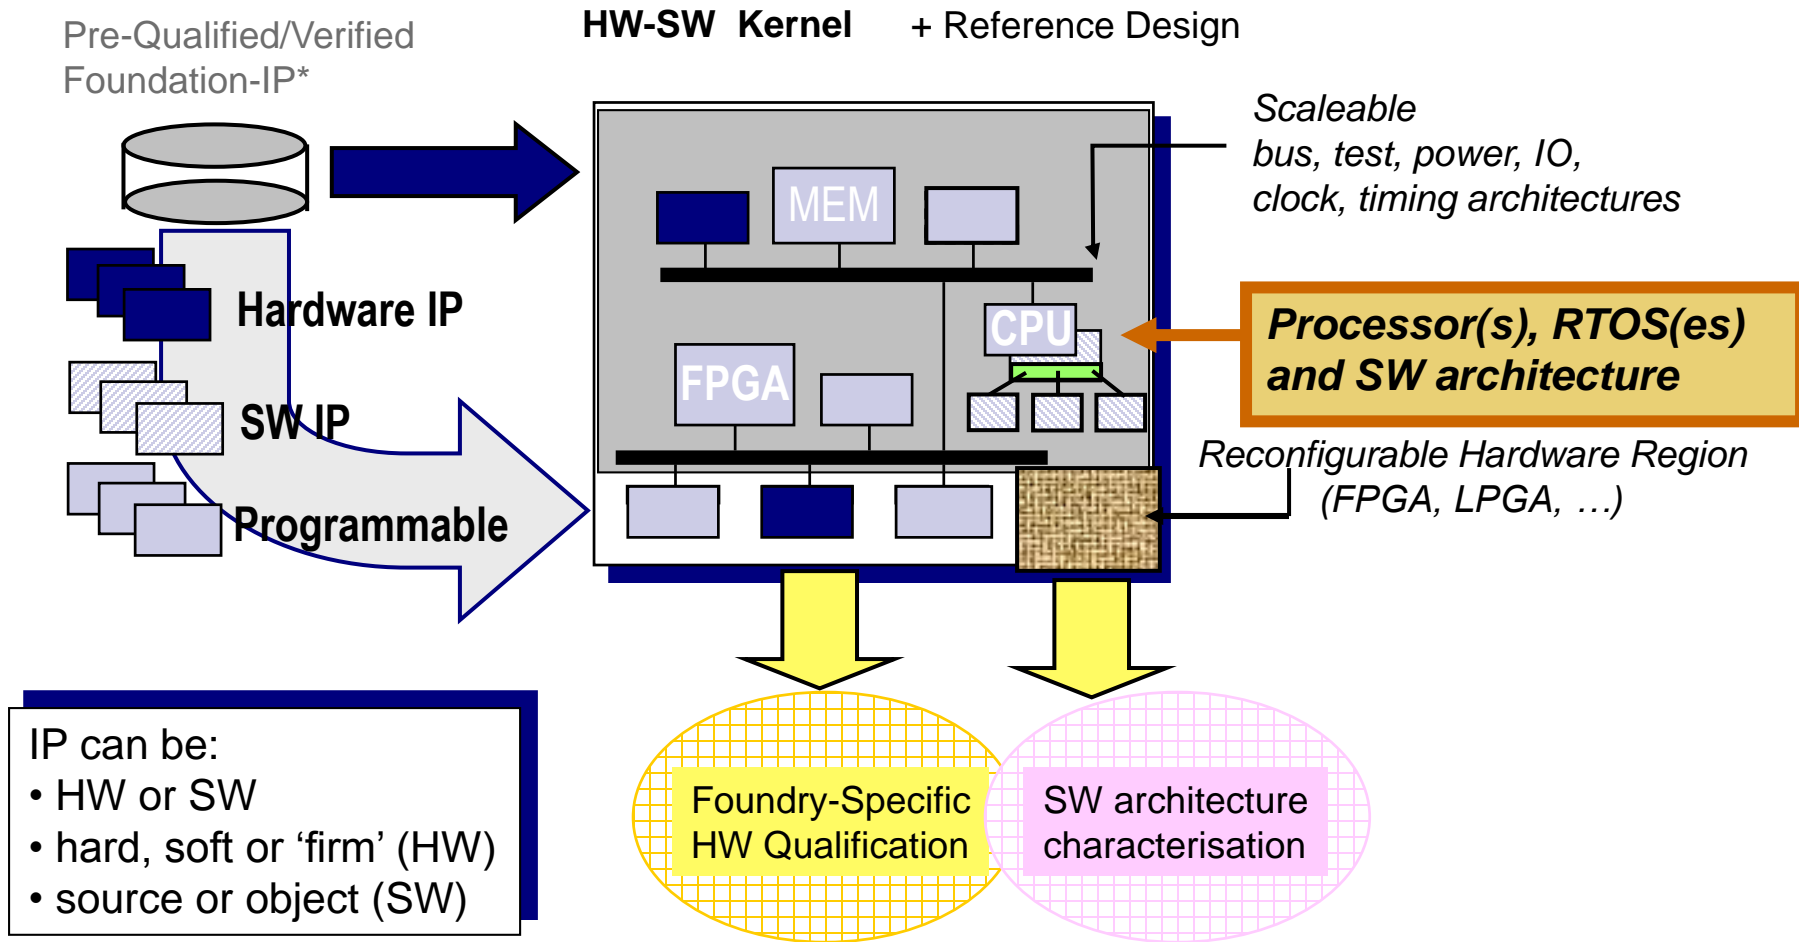 Pre-Qualified/Verified
Foundation-IP*
HW-SW Kernel + Reference Design
Scaleable
bus, test, power, IO,
clock, timing architectures
MEM
Hardware IP
CPU
Processor(s), RTOS(es)
and SW architecture
FPGA
SW IP
Reconfigurable Hardware Region
(FPGA, LPGA, …)
Programmable
IP can be:
• HW or SW
• hard, soft or ‘firm’ (HW)
• source or object (SW)
Foundry-Specific
HW Qualification
SW architecture
characterisation